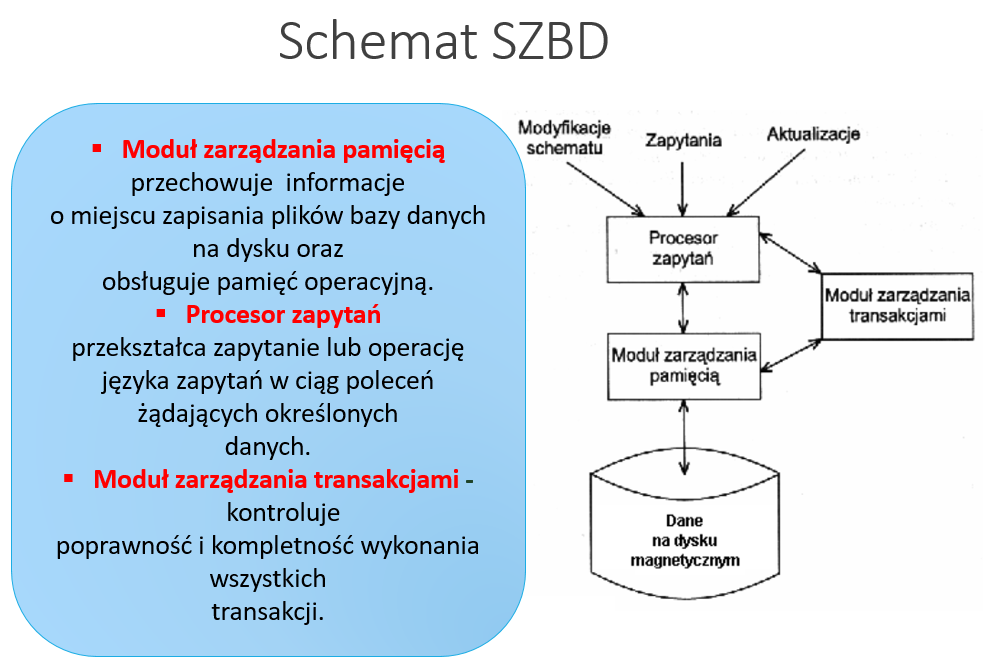 Schemat SZBD
▪ Moduł zarządzania pamięcią
przechowuje informacje
o miejscu zapisania plików bazy danych
na dysku oraz
obsługuje pamięć operacyjną.
▪ Procesor zapytań
przekształca zapytanie lub operację
języka zapytań w ciąg poleceń
żądających określonych
danych.
▪ Moduł zarządzania transakcjami -
kontroluje
poprawność i kompletność wykonania
wszystkich
transakcji.
Modyfikacje
schematu
Zapytania
Aktualizacje
Procesor
zapytań
Moduł zarządzania
transakcjami
Moduł zarządzania
pamięcią
Dane
na dysku
magnetycznym